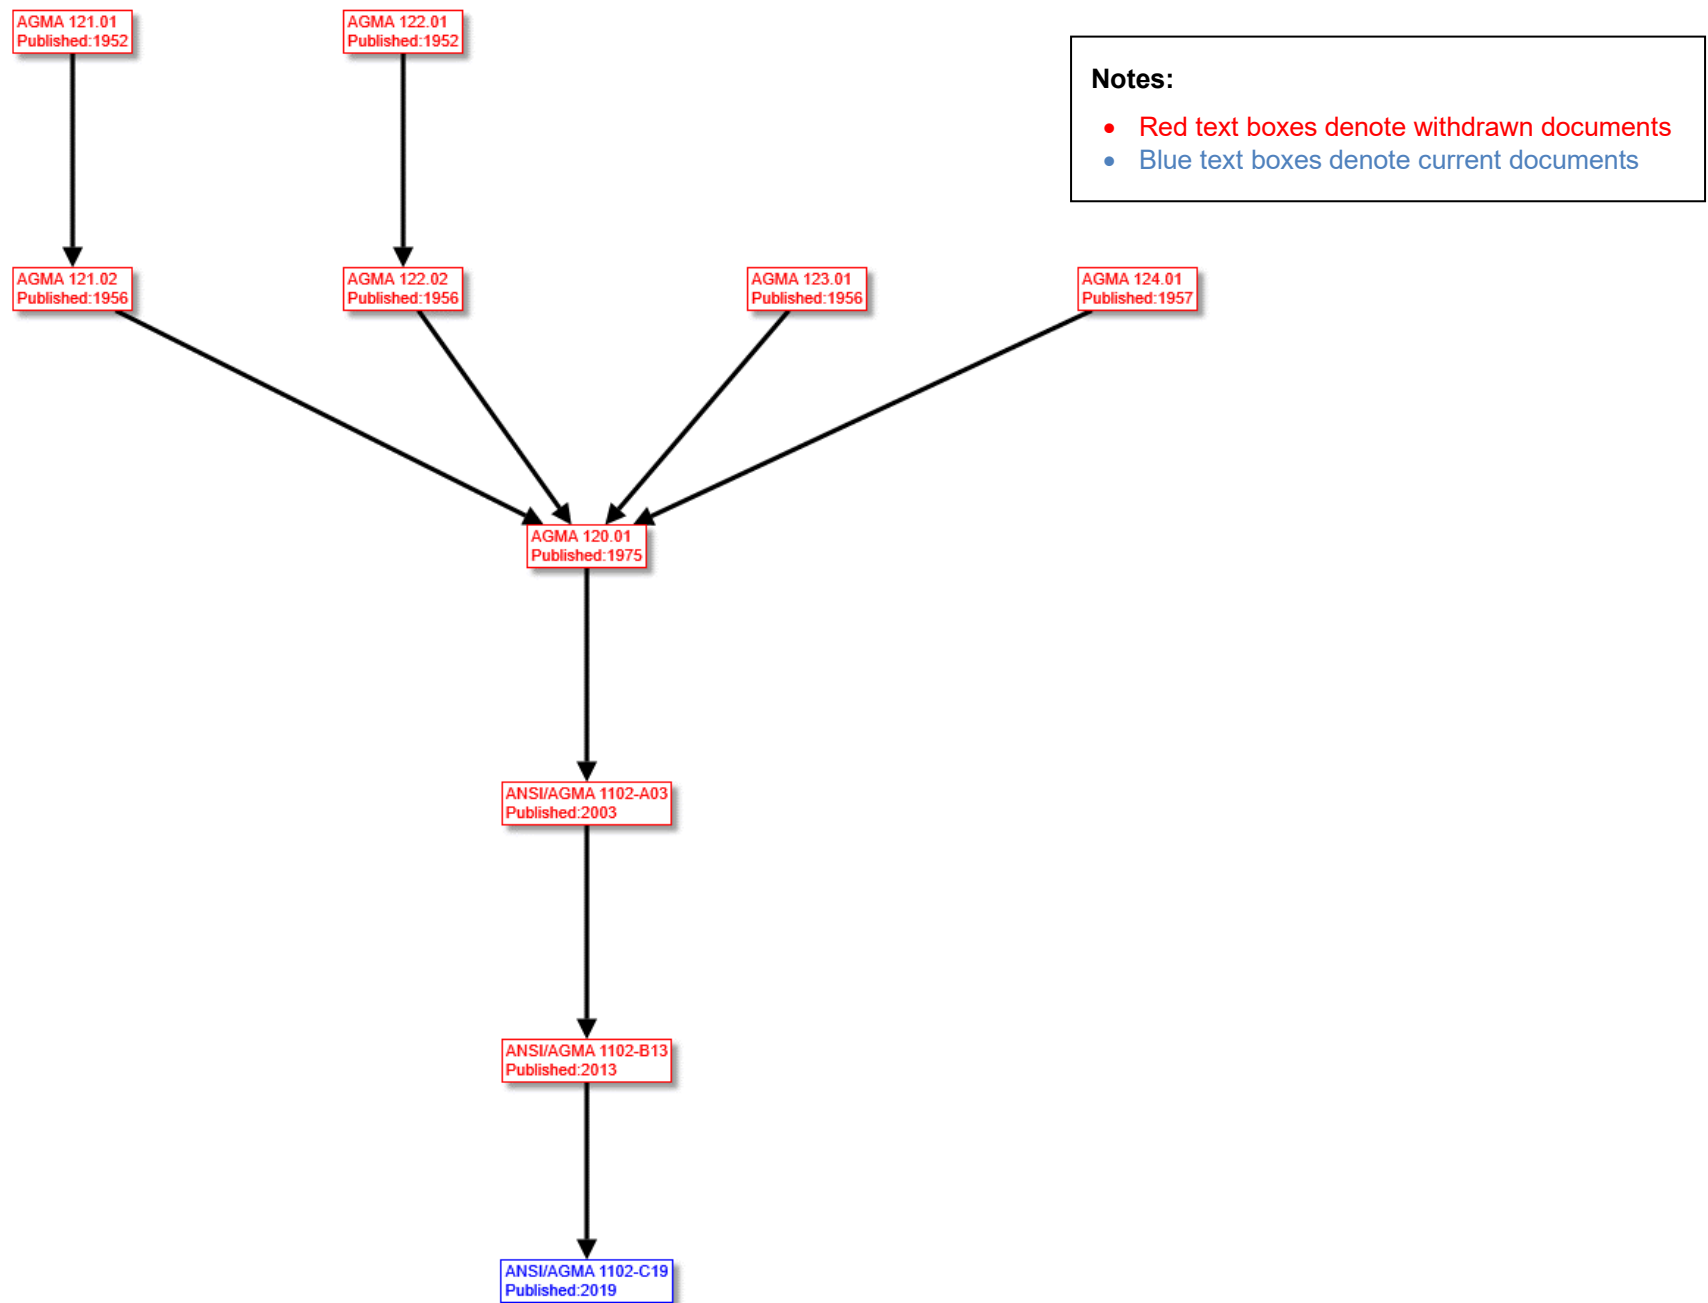 AGMA 121.01
Published:1952
AGMA 122.01
Published:1952
Notes:
• Red text boxes denote withdrawn documents
• Blue text boxes denote current documents
AGMA 121.02
Published:1956
AGMA 122.02
Published:1956
AGMA 123.01
Published:1956
AGMA 124.01
Published:1957
AGMA 120.01
Published:1975
ANSI/AGMA 1102-A03
Published:2003
ANSI/AGMA 1102-B13
Published:2013
ANSI/AGMA 1102-C19
Published:2019